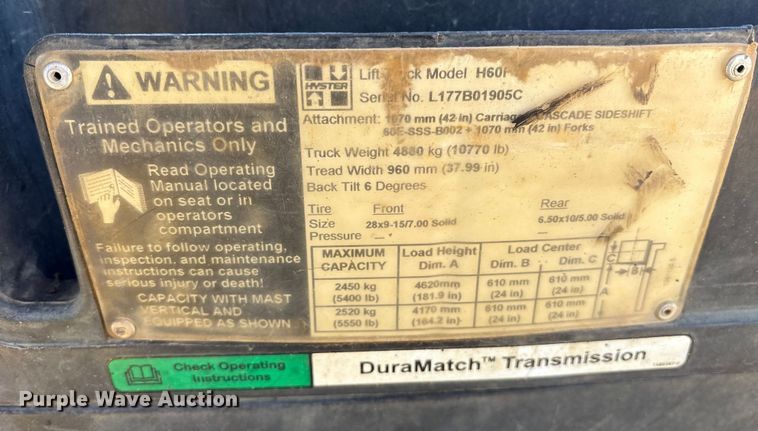 WARNING
Trained Operators and
Mechanics Only
Read Operating
Manual located
on seat or in
operators
compartment
Failure to follow operating,
inspection, and maintenance
instructions can cause
serious injury or death!
CAPACITY WITH MAST
VERTICAL AND
EQUIPPED AS SHOWN
HYSTER
Lift Truck Model H60F
Serial No. L177B01905C
Attachment: 1070 mm (42 in) Carriage CASCADE SIDESHIFT
60E-SSS-B002 + 1070 mm (42 in) Forks
Truck Weight 4880 kg (10770 lb)
Tread Width 960 mm (37.99 in)
Back Tilt 6 Degrees
Tire Front Rear
Size 28x9-15/7.00 Solid 6.50x10/5.00 Solid
Pressure — —
MAXIMUM CAPACITY Load Height Dim. A Load Center Dim. B Dim. C
2450 kg (5400 lb) 4620mm (181.9 in) 610 mm (24 in) 610 mm (24 in)
2520 kg (5550 lb) 4170 mm (164.2 in) 610 mm (24 in) 610 mm (24 in)
C
B
A
Check Operating
Instructions
DuraMatch™ Transmission
Purple Wave Auction